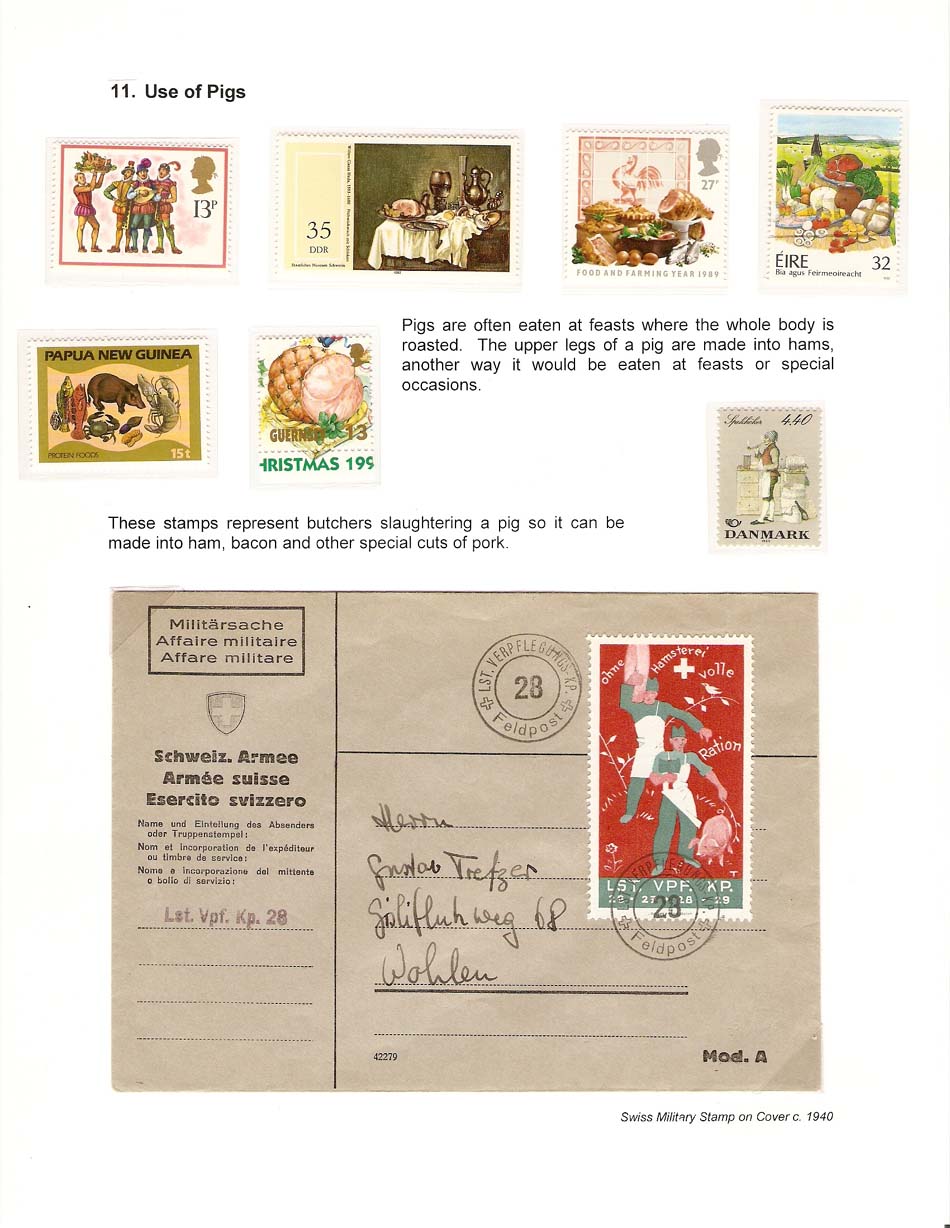 11. Use of Pigs
13P
35
DDR
Staatliches Museum Schwerin
27P
FOOD AND FARMING YEAR 1989
ÉIRE 32
Bia agus Feirmeoireacht
PAPUA NEW GUINEA
PROTEIN FOODS 15t
GUERNSEY 13
HRISTMAS 199
Pigs are often eaten at feasts where the whole body is
roasted. The upper legs of a pig are made into hams,
another way it would be eaten at feasts or special
occasions.
Spekhøker 4.40
DANMARK
These stamps represent butchers slaughtering a pig so it can be
made into ham, bacon and other special cuts of pork.
Militärsache
Affaire militaire
Affare militare
Schweiz. Armee
Armée suisse
Esercito svizzero
Name und Einteilung des Absenders
oder Truppenstempel:
Nom et incorporation de l'expéditeur
ou timbre de service:
Nome e incorporazione del mittente
o bollo di servizio:
Lst. Vpf. Kp. 28
LST. VERPFLEGUNGS-KP.
28
Feldpost
ohne Hamsterei volle
Ration
LST. VPF. KP.
28 29
28
Feldpost
Herrn
Gustav Tretzer
68
Wohlen
42279
Mod. A
Swiss Military Stamp on Cover c. 1940